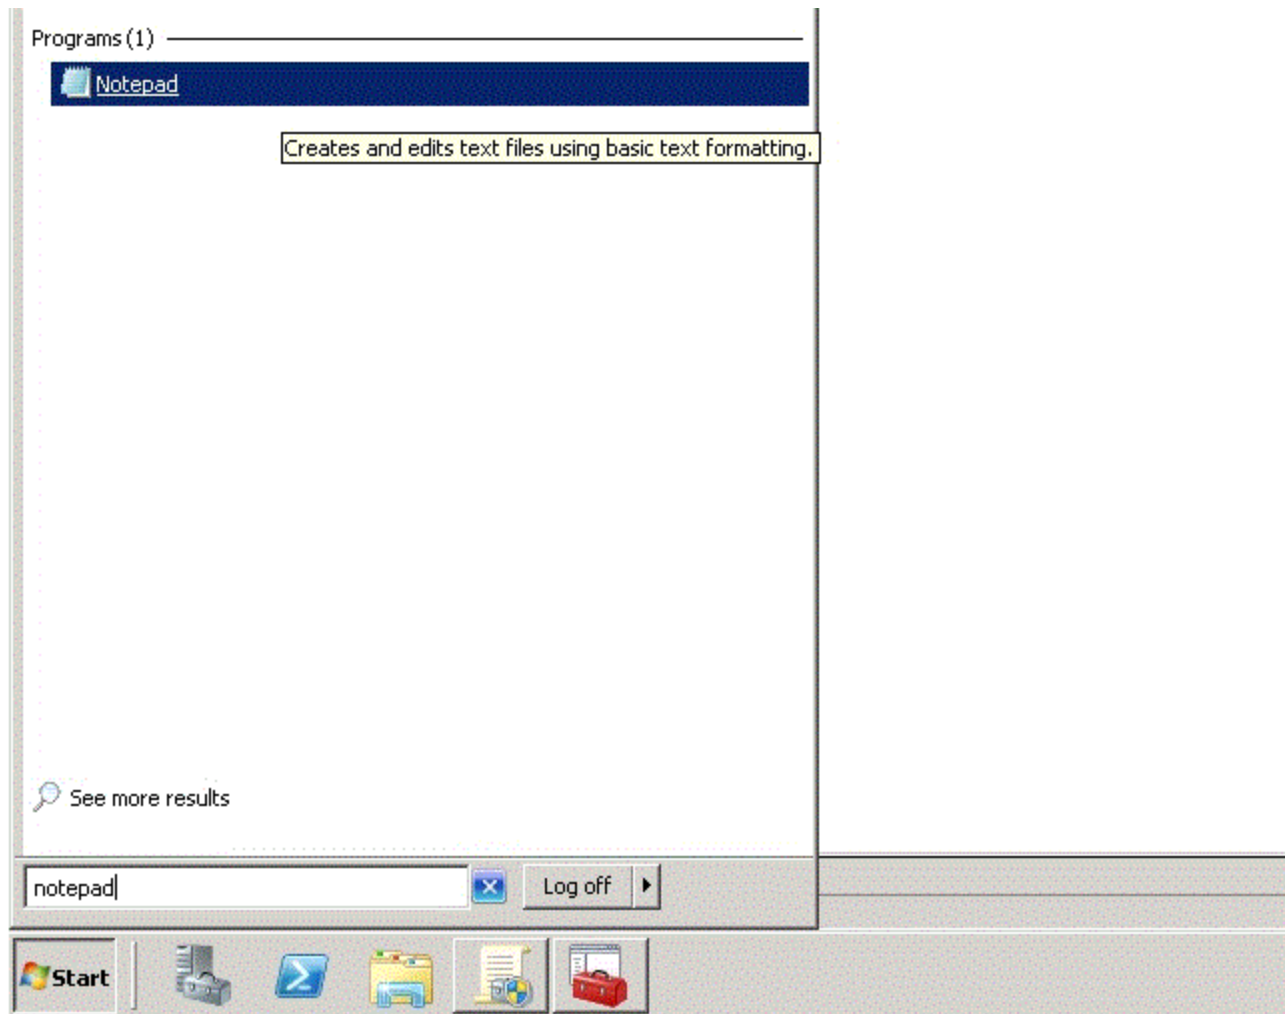 Programs (1)
Notepad
Creates and edits text files using basic text formatting.
See more results
notepad
Log off
Start